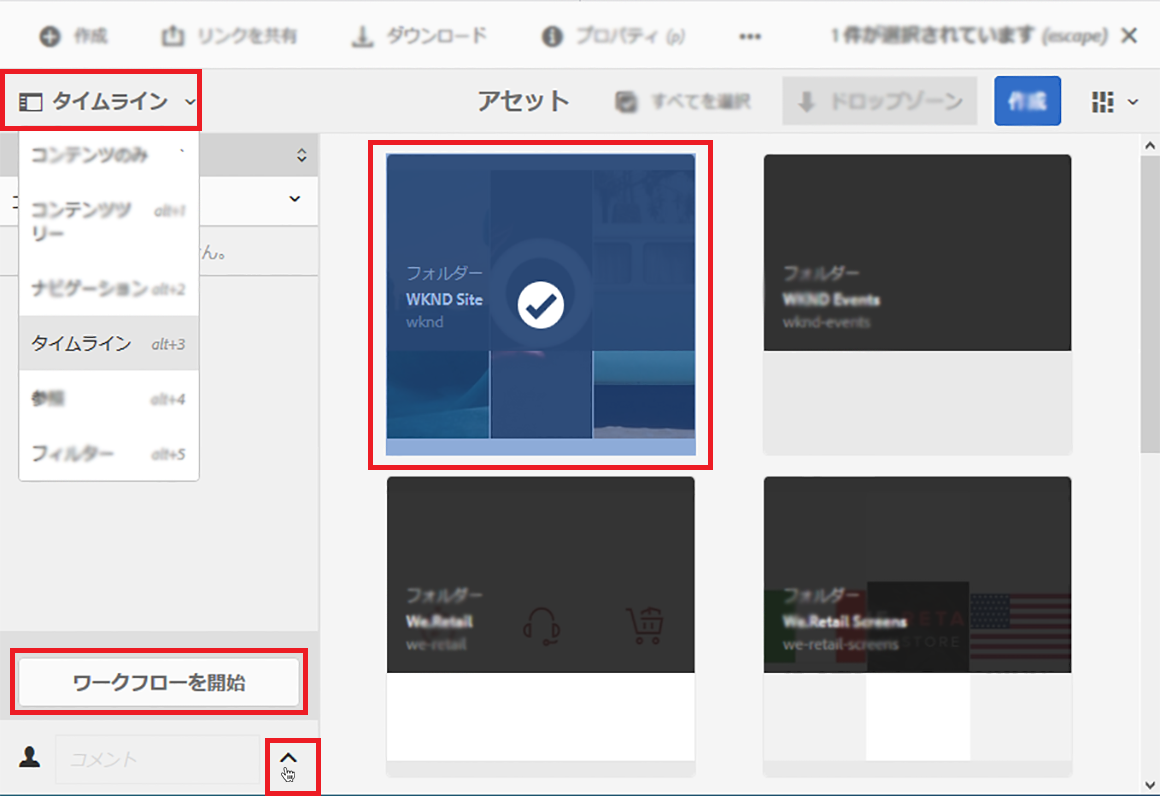 作成
リンクを共有
ダウンロード
プロパティ (p)
1 件が選択されています (escape)
タイムライン
アセット
すべてを選択
ドロップゾーン
作成
コンテンツのみ
コンテンツツ
リー
alt+1
ん。
ナビゲーション alt+2
タイムライン alt+3
参照 alt+4
フィルター alt+5
フォルダー
WKND Site
wknd
フォルダー
WKND Events
wknd-events
フォルダー
We.Retail
we-retail
フォルダー
We.Retail Screens
we-retail-screens
ワークフローを開始
コメント